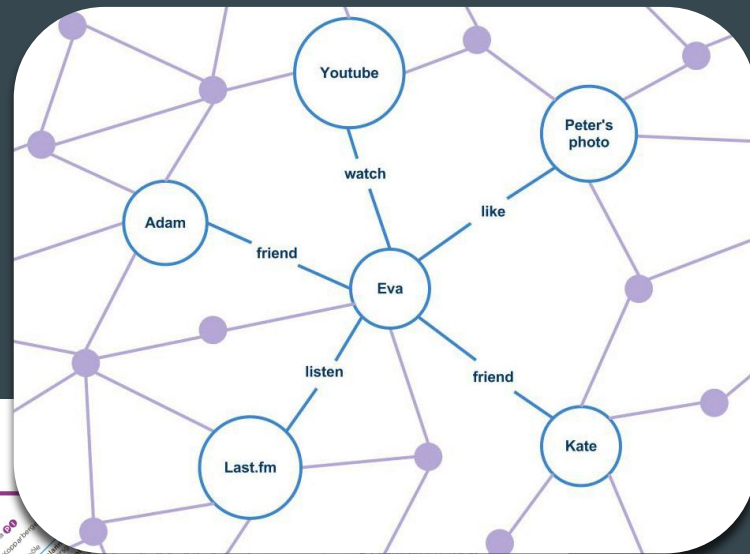 Youtube
Peter's
photo
watch
like
Adam
friend
Eva
listen
friend
Kate
Last.fm